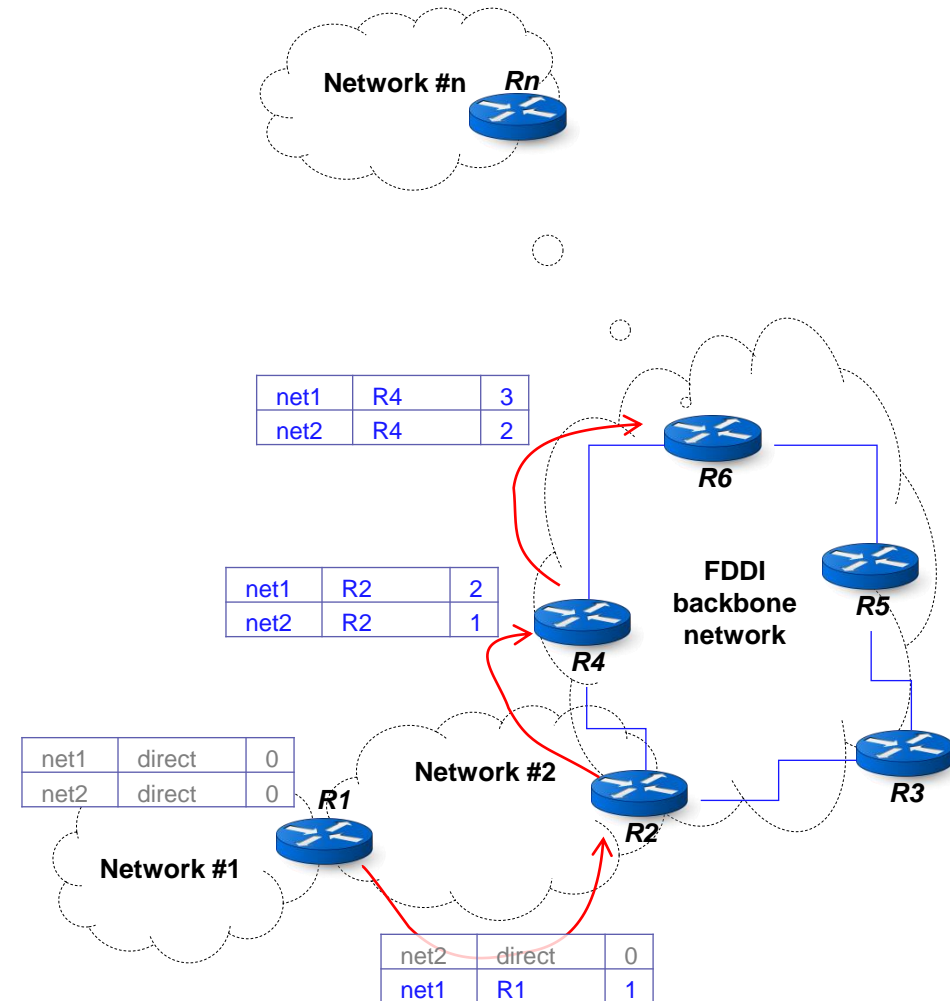 Network #n
Rn
net1 R4 3
net2 R4 2
R6
FDDI
backbone
network
R5
net1 R2 2
net2 R2 1
R4
net1 direct 0
net2 direct 0
R1
Network #2
R3
R2
Network #1
net2 direct 0
net1 R1 1